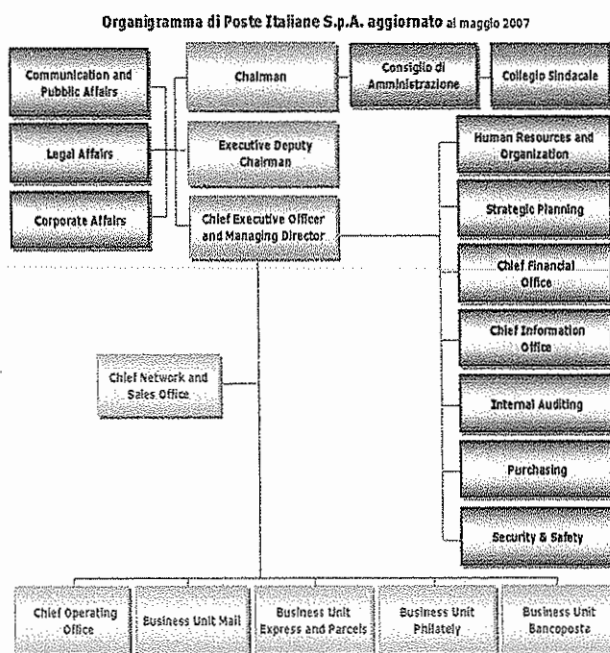 Organigramma di Poste Italiane S.p.A. aggiornato al maggio 2007
Communication and
Pubblic Affairs
Chairman
Consiglio di
Amministrazione
Collegio Sindacale
Legal Affairs
Executive Deputy
Chairman
Human Resources and
Organization
Corporate Affairs
Chief Executive Officer
and Managing Director
Strategic Planning
Chief Financial
Office
Chief Information
Office
Chief Network and
Sales Office
Internal Auditing
Purchasing
Security & Safety
Chief Operating
Office
Business Unit Mail
Business Unit
Express and Parcels
Business Unit
Philately
Business Unit
Bancoposta